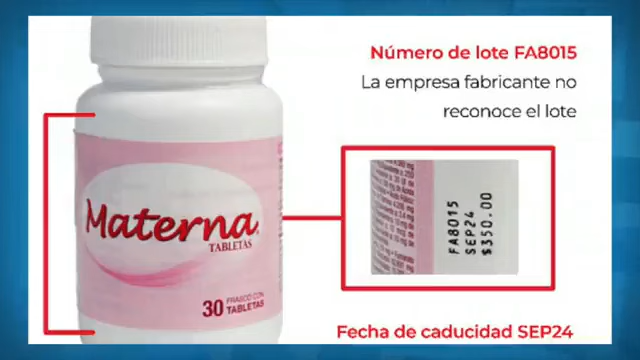 Número de lote FA8015
La empresa fabricante no
reconoce el lote
Materna
TABLETAS
30 FRASCO CON
TABLETAS
FA8015
SEP24
$350.00
Fecha de caducidad SEP24